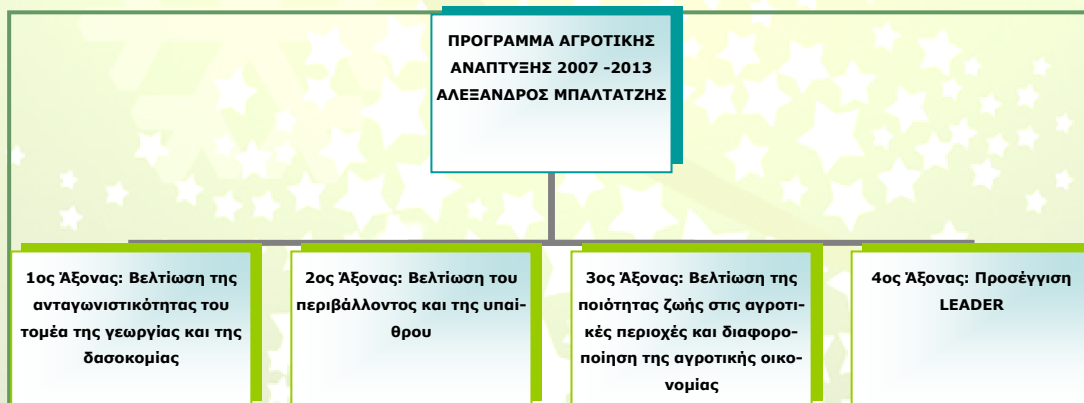 ΠΡΟΓΡΑΜΜΑ ΑΓΡΟΤΙΚΗΣ
ΑΝΑΠΤΥΞΗΣ 2007 -2013
ΑΛΕΞΑΝΔΡΟΣ ΜΠΑΛΤΑΤΖΗΣ
1ος Άξονας: Βελτίωση της
ανταγωνιστικότητας του
τομέα της γεωργίας και της
δασοκομίας
2ος Άξονας: Βελτίωση του
περιβάλλοντος και της υπαί-
θρου
3ος Άξονας: Βελτίωση της
ποιότητας ζωής στις αγροτι-
κές περιοχές και διαφορο-
ποίηση της αγροτικής οικο-
νομίας
4ος Άξονας: Προσέγγιση
LEADER